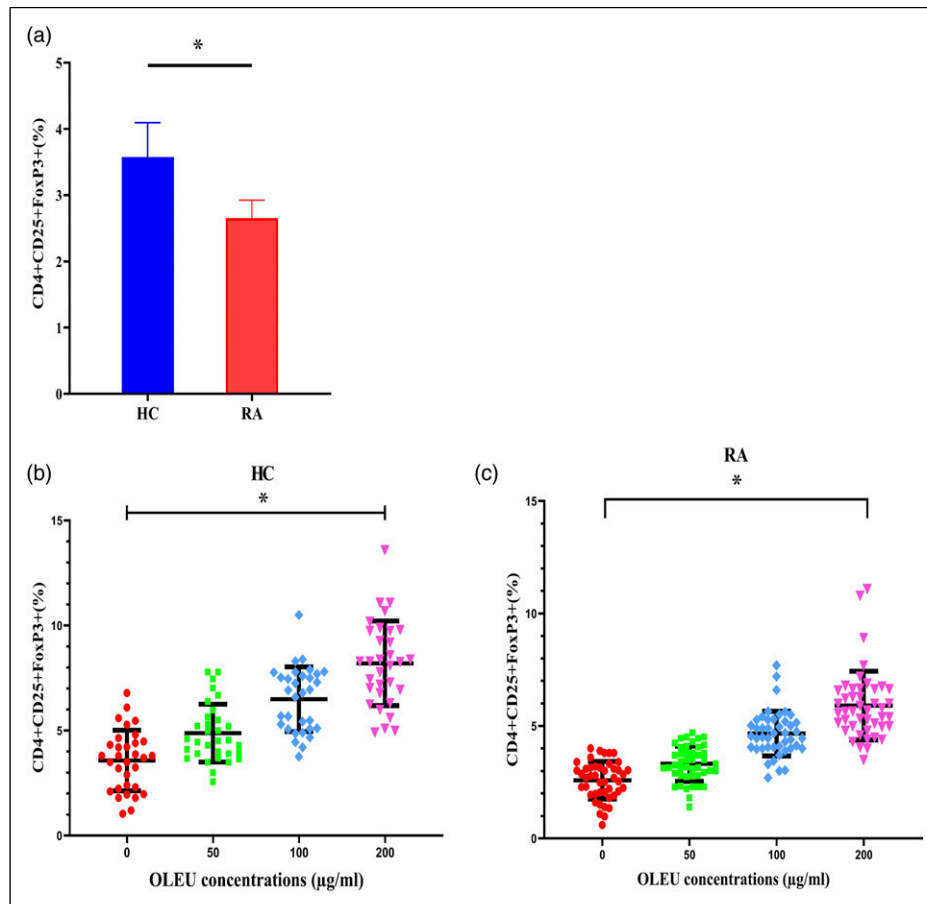 (a)
*
5
4
3
2
1
0
CD4+CD25+FoxP3+(%)
HC RA
(b)
HC
*
15
10
5
0
CD4+CD25+FoxP3+(%)
0 50 100 200
OLEU concentrations (µg/ml)
(c)
RA
*
15
10
5
0
CD4+CD25+FoxP3+(%)
0 50 100 200
OLEU concentrations (µg/ml)